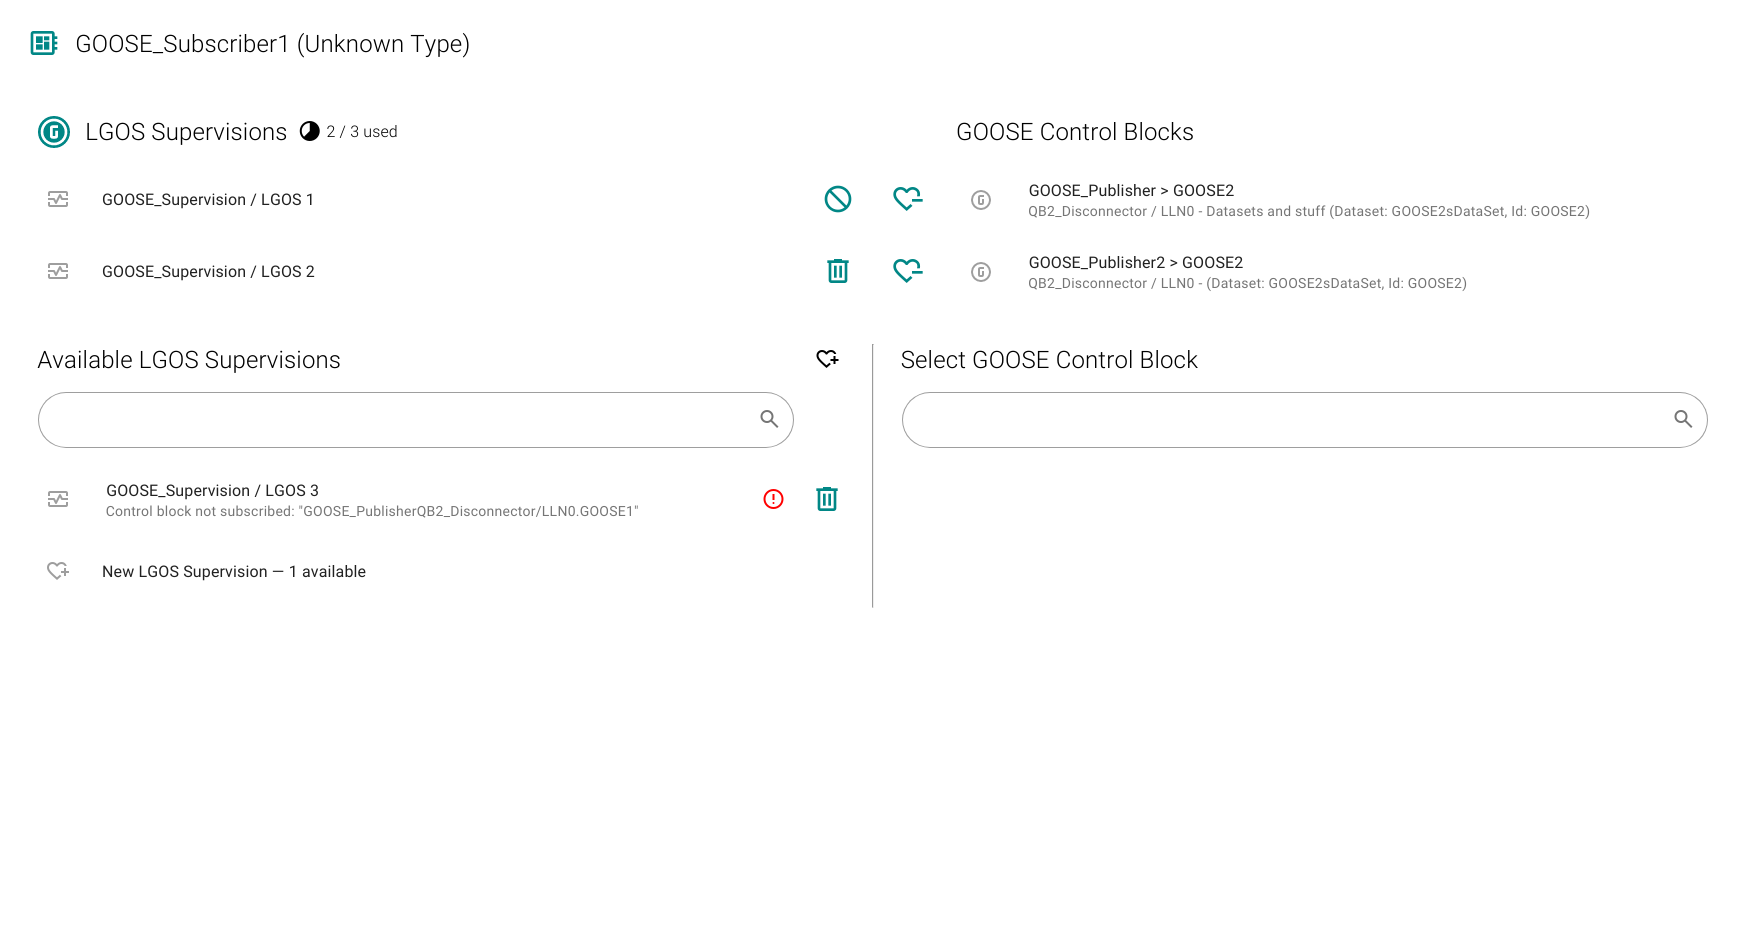 GOOSE_Subscriber1 (Unknown Type)
LGOS Supervisions 2 / 3 used
GOOSE Control Blocks
GOOSE_Supervision / LGOS 1
GOOSE_Publisher > GOOSE2
QB2_Disconnector / LLN0 - Datasets and stuff (Dataset: GOOSE2sDataSet, Id: GOOSE2)
GOOSE_Supervision / LGOS 2
GOOSE_Publisher2 > GOOSE2
QB2_Disconnector / LLN0 - (Dataset: GOOSE2sDataSet, Id: GOOSE2)
Available LGOS Supervisions
Select GOOSE Control Block
GOOSE_Supervision / LGOS 3
Control block not subscribed: "GOOSE_PublisherQB2_Disconnector/LLN0.GOOSE1"
New LGOS Supervision — 1 available